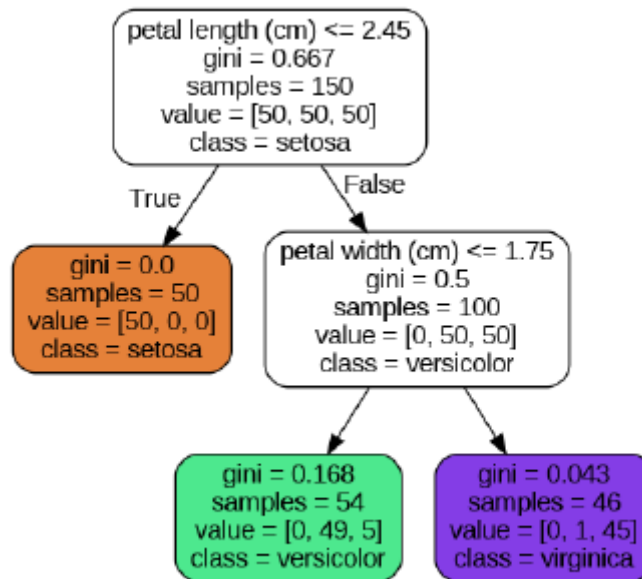 petal length (cm) <= 2.45
gini = 0.667
samples = 150
value = [50, 50, 50]
class = setosa
True
False
gini = 0.0
samples = 50
value = [50, 0, 0]
class = setosa
petal width (cm) <= 1.75
gini = 0.5
samples = 100
value = [0, 50, 50]
class = versicolor
gini = 0.168
samples = 54
value = [0, 49, 5]
class = versicolor
gini = 0.043
samples = 46
value = [0, 1, 45]
class = virginica